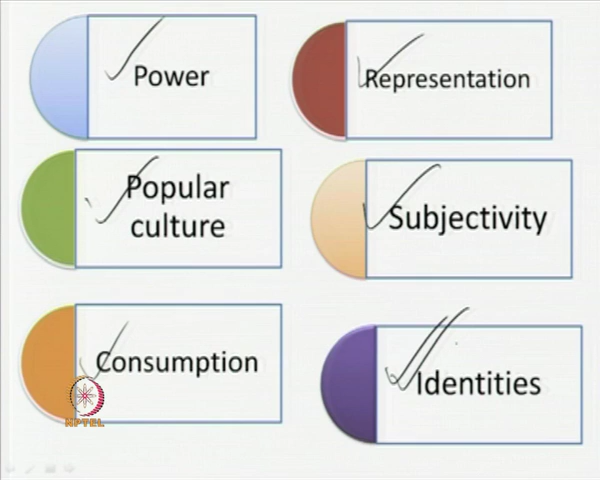 Power
Representation
Popular
culture
Subjectivity
Consumption
Identities
NPTEL